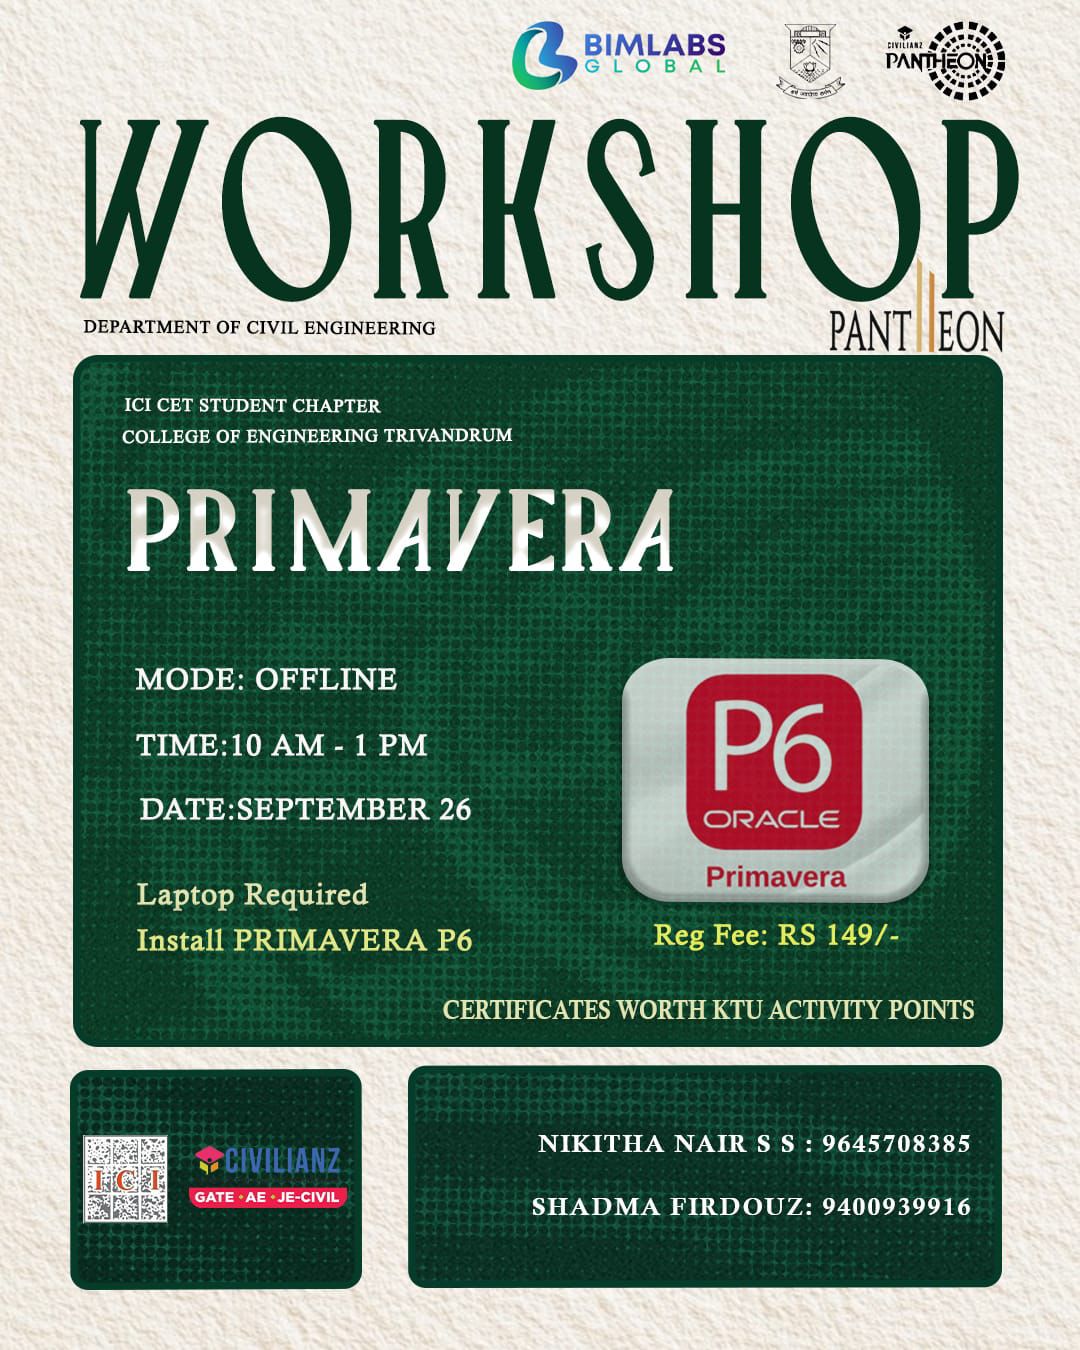 BIMLABS
GLOBAL
CIVILIANZ
PANTHEON
WORKSHOP
DEPARTMENT OF CIVIL ENGINEERING
PANTHEON
ICI CET STUDENT CHAPTER
COLLEGE OF ENGINEERING TRIVANDRUM
PRIMAVERA
MODE: OFFLINE
TIME:10 AM - 1 PM
DATE:SEPTEMBER 26
Laptop Required
Install PRIMAVERA P6
P6
ORACLE
Primavera
Reg Fee: RS 149/-
CERTIFICATES WORTH KTU ACTIVITY POINTS
ICI
CIVILIANZ
GATE • AE • JE-CIVIL
NIKITHA NAIR S S : 9645708385
SHADMA FIRDOUZ: 9400939916